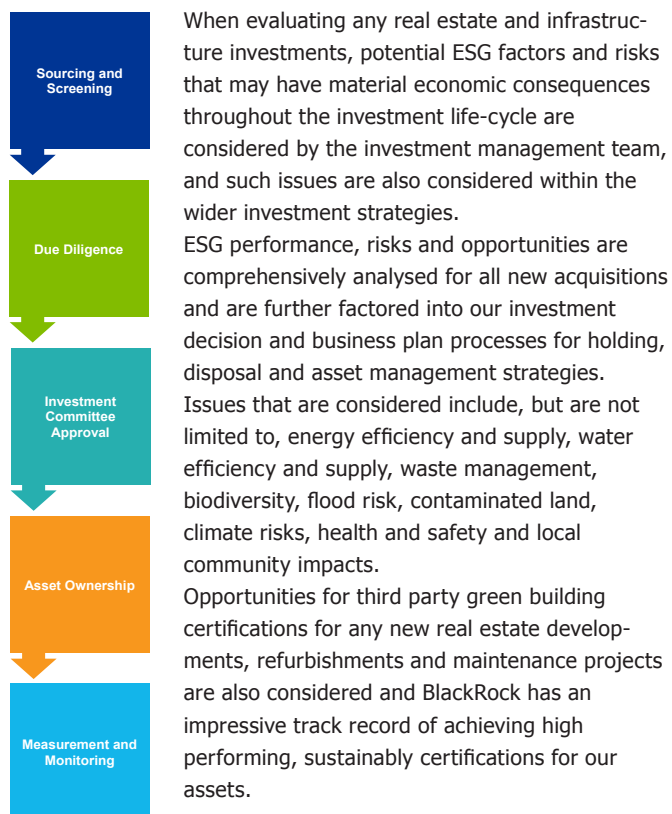 Sourcing and
Screening
Due Diligence
Investment
Committee
Approval
Asset Ownership
Measurement and
Monitoring
When evaluating any real estate and infrastruc-
ture investments, potential ESG factors and risks
that may have material economic consequences
throughout the investment life-cycle are
considered by the investment management team,
and such issues are also considered within the
wider investment strategies.
ESG performance, risks and opportunities are
comprehensively analysed for all new acquisitions
and are further factored into our investment
decision and business plan processes for holding,
disposal and asset management strategies.
Issues that are considered include, but are not
limited to, energy efficiency and supply, water
efficiency and supply, waste management,
biodiversity, flood risk, contaminated land,
climate risks, health and safety and local
community impacts.
Opportunities for third party green building
certifications for any new real estate develop-
ments, refurbishments and maintenance projects
are also considered and BlackRock has an
impressive track record of achieving high
performing, sustainably certifications for our
assets.